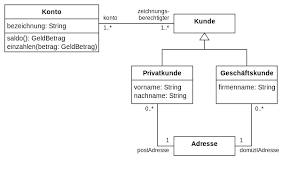 Konto
bezeichnung: String
saldo(): GeldBetrag
einzahlen(betrag: GeldBetrag)
konto
1..*
zeichnungs-
berechtigter
1..*
Kunde
Privatkunde
vorname: String
nachname: String
Geschäftskunde
firmenname: String
0..*
0..*
1
postAdresse
Adresse
1
domizilAdresse